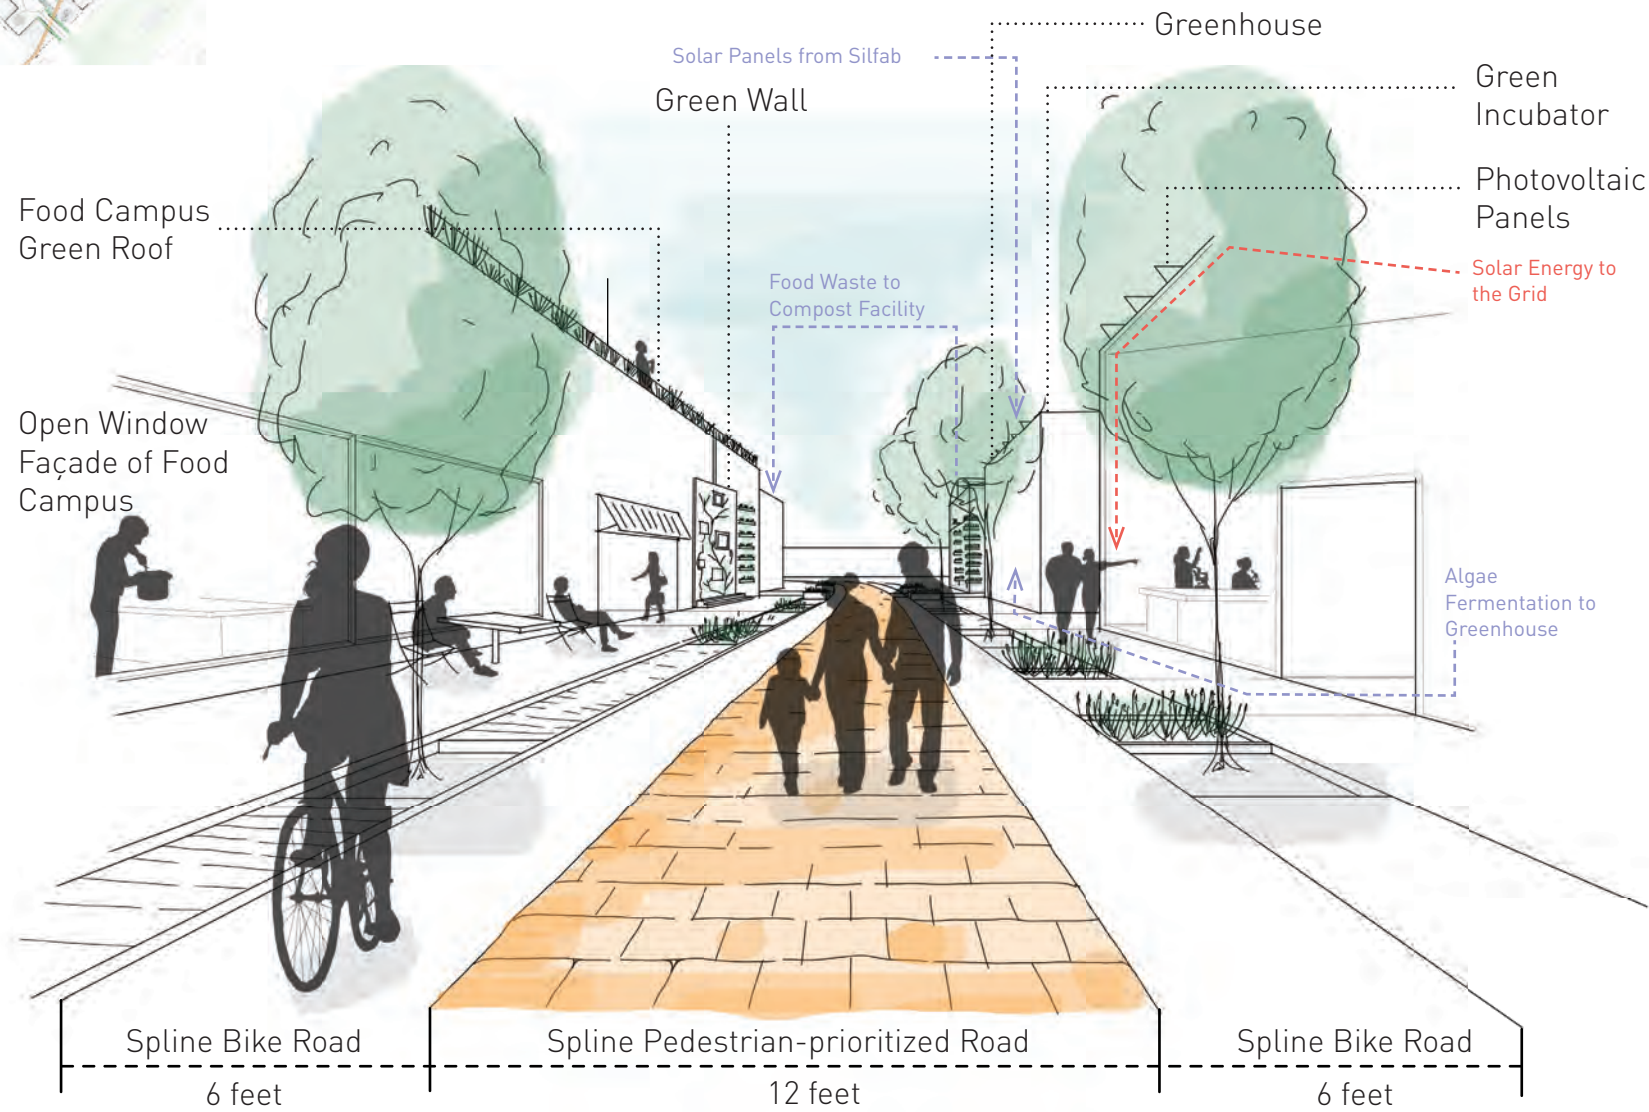 Greenhouse
Solar Panels from Silfab
Green Wall
Green
Incubator
Photovoltaic
Panels
Food Campus
Green Roof
Solar Energy to
the Grid
Food Waste to
Compost Facility
Open Window
Façade of Food
Campus
Algae
Fermentation to
Greenhouse
Spline Bike Road
Spline Pedestrian-prioritized Road
Spline Bike Road
6 feet
12 feet
6 feet